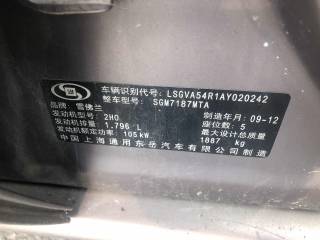 车辆识别代号: LSGVA54R1AY020242
整车型号: SGM7187MTA
品牌: 雪佛兰
发动机型号: 2H0 制造年月: 09-12
发动机排量: 1.796 L 座位数: 5
发动机额定功率: 105 kW 最大设计总质量: 1887 kg
中国上海通用东岳汽车有限公司制造